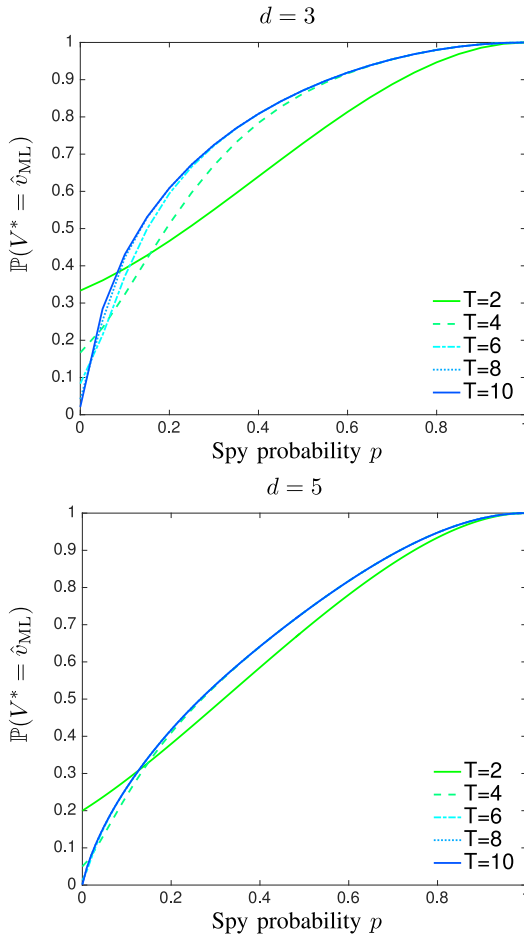 d = 3
ℙ(V* = v̂_ML)
1
0.9
0.8
0.7
0.6
0.5
0.4
0.3
0.2
0.1
0
T=2
T=4
T=6
T=8
T=10
0.2 0.4 0.6 0.8 1
Spy probability p
d = 5
ℙ(V* = v̂_ML)
1
0.9
0.8
0.7
0.6
0.5
0.4
0.3
0.2
0.1
0
T=2
T=4
T=6
T=8
T=10
0 0.2 0.4 0.6 0.8 1
Spy probability p